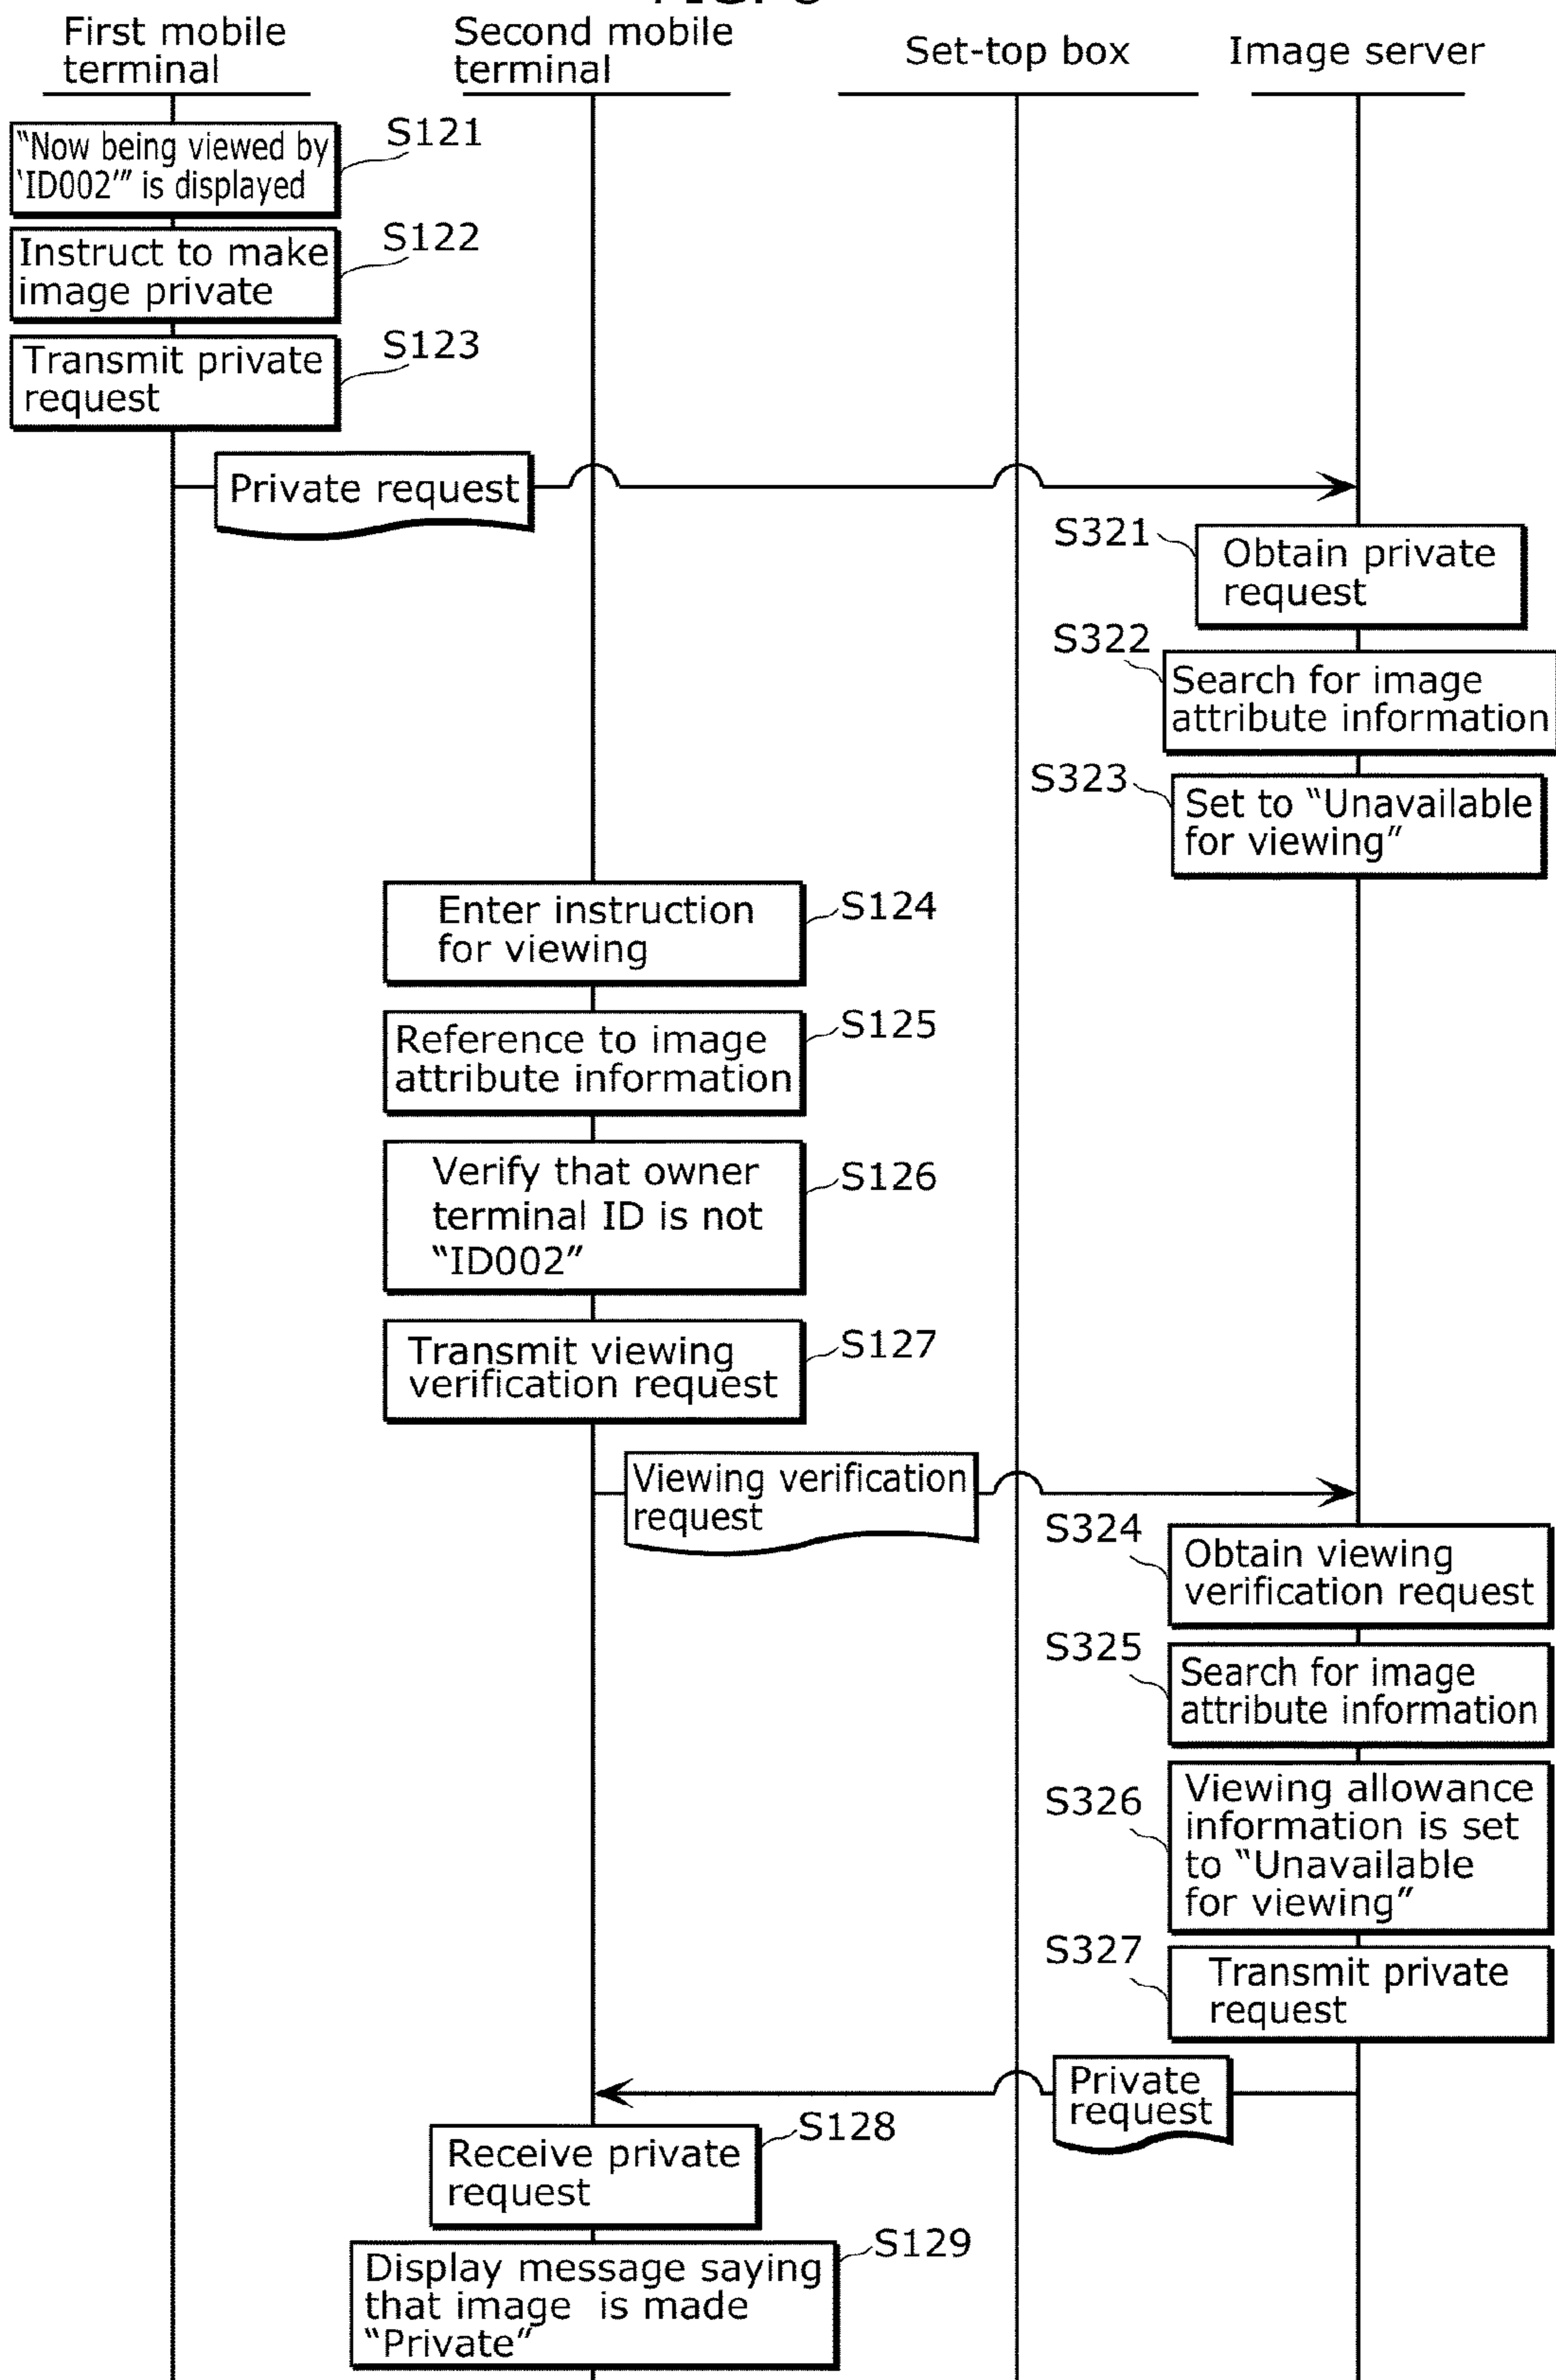 First mobile
terminal
Second mobile
terminal
Set-top box
Image server
“Now being viewed by
‘ID002’” is displayed
S121
Instruct to make
image private
S122
Transmit private
request
S123
Private request
S321
Obtain private
request
S322
Search for image
attribute information
S323
Set to “Unavailable
for viewing”
Enter instruction
for viewing
S124
Reference to image
attribute information
S125
Verify that owner
terminal ID is not
“ID002”
S126
Transmit viewing
verification request
S127
Viewing verification
request
S324
Obtain viewing
verification request
S325
Search for image
attribute information
S326
Viewing allowance
information is set
to “Unavailable
for viewing”
S327
Transmit private
request
Private
request
Receive private
request
S128
Display message saying
that image is made
“Private”
S129